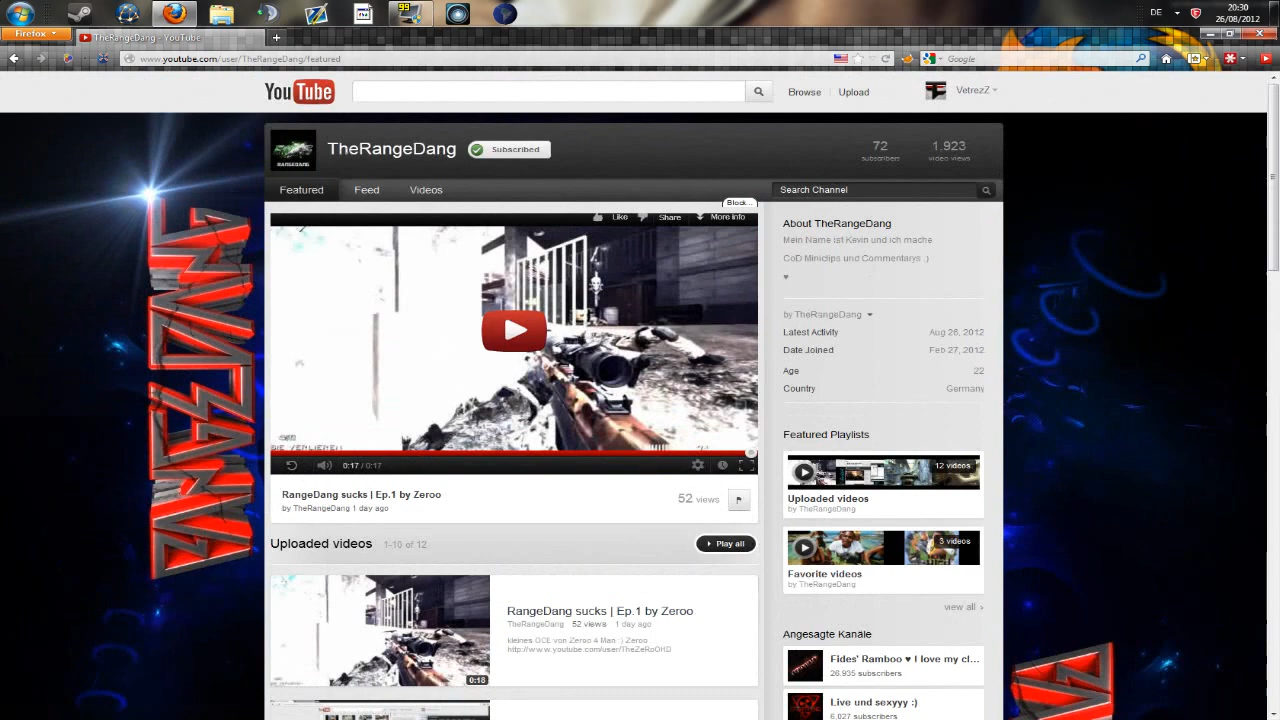 99
DE
20:30
26/08/2012
Firefox
TheRangeDang - YouTube
www.youtube.com/user/TheRangeDang/featured
Google
YouTube
Browse
Upload
VetrezZ
RANGEDANG
TheRangeDang
Subscribed
72
subscribers
1.923
video views
Featured
Feed
Videos
Search Channel
Block...
Like
Share
More info
0:17 / 0:17
RangeDang sucks | Ep.1 by Zeroo
by TheRangeDang 1 day ago
52 views
Uploaded videos
1-10 of 12
Play all
RangeDang sucks | Ep.1 by Zeroo
TheRangeDang 52 views 1 day ago
kleines OCE von Zeroo 4 Man :) Zeroo
http://www.youtube.com/user/TheZeRoOHD
0:18
About TheRangeDang
Mein Name ist Kevin und ich mache
CoD Miniclips und Commentarys ;)
♥
by TheRangeDang
Latest Activity
Aug 26, 2012
Date Joined
Feb 27, 2012
Age
22
Country
Germany
Featured Playlists
12 videos
Uploaded videos
by TheRangeDang
3 videos
Favorite videos
by TheRangeDang
view all
Angesagte Kanäle
Fides' Ramboo ♥ I love my cl...
26.935 subscribers
Live und sexyyy :)
6,027 subscribers